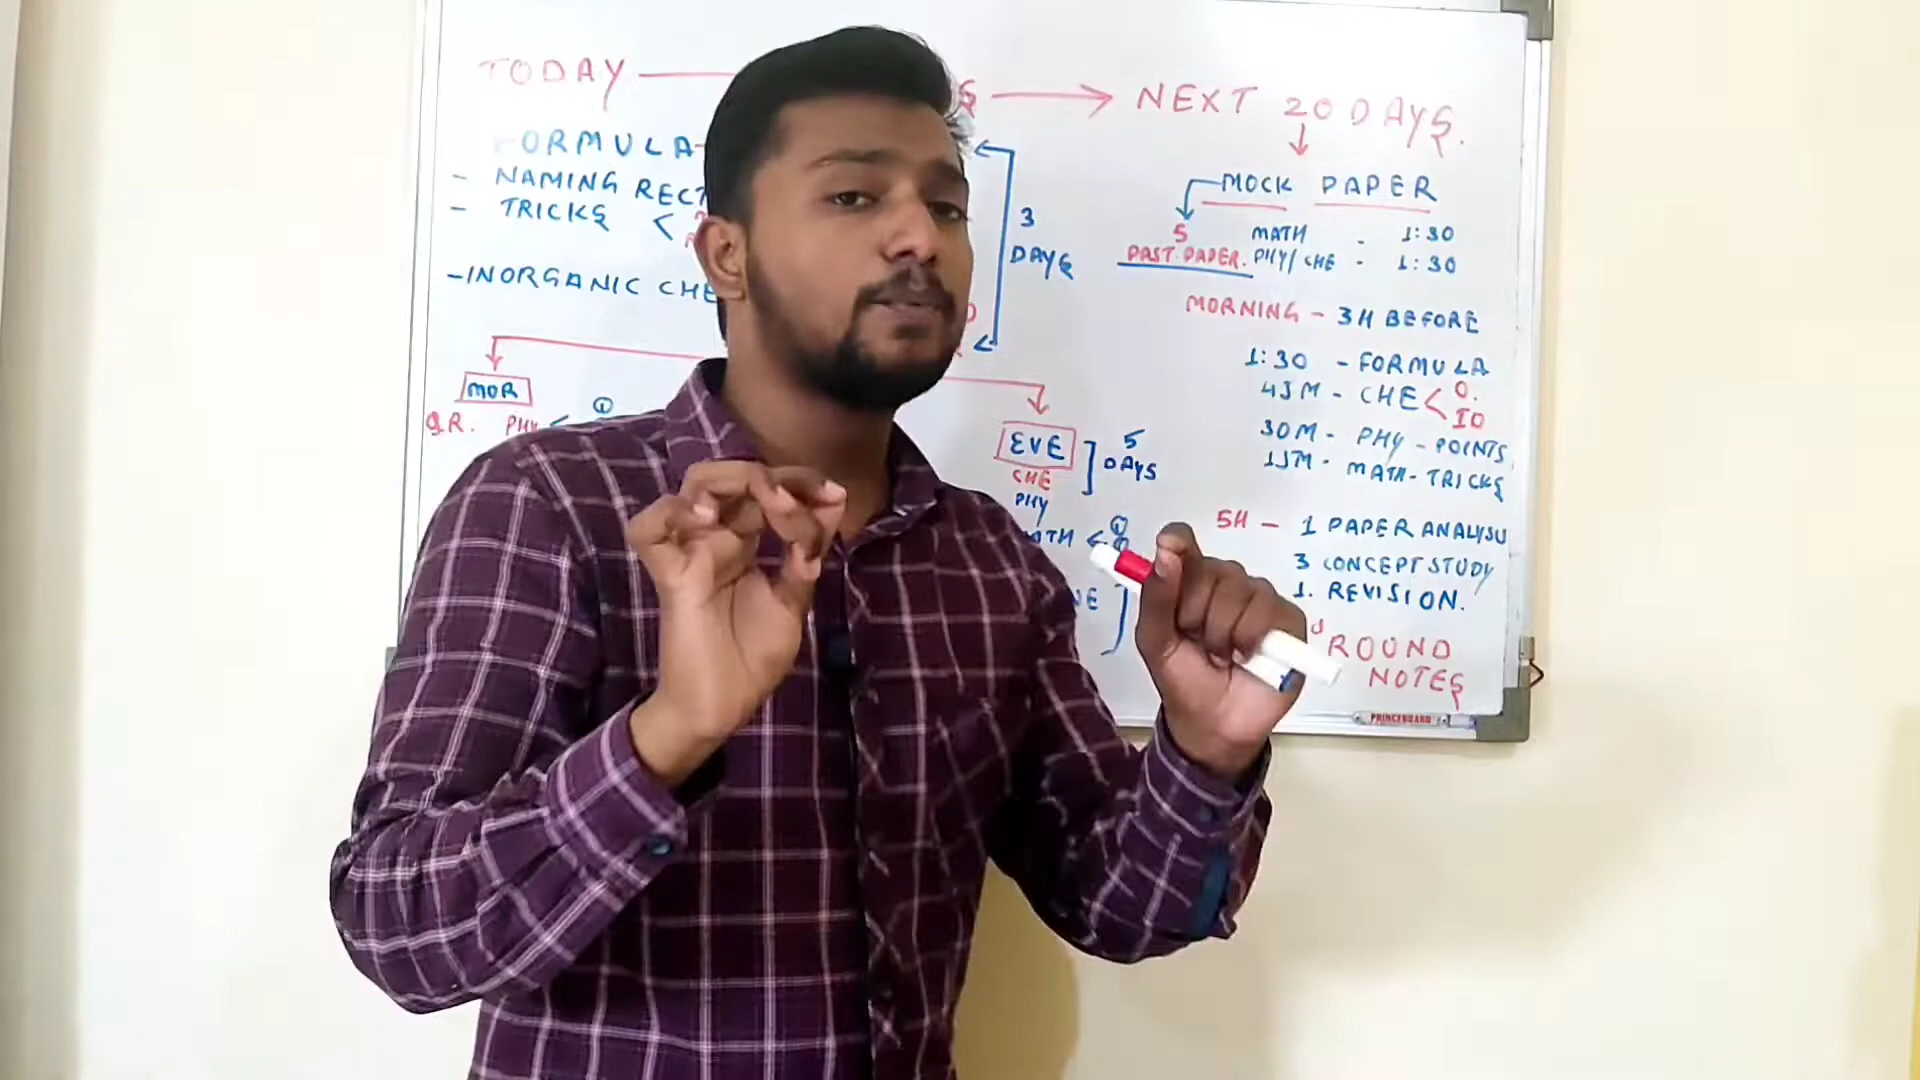 TODAY
NEXT 20 DAYS.
FORMULA
- NAMING RECT
- TRICKS
- INORGANIC CHE
3
DAYS
MOCK PAPER
5
PAST PAPER.
MATH - 1:30
PHY/CHE - 1:30
MORNING - 3H BEFORE
1:30 - FORMULA
45M - CHE < O.
IO
30M - PHY - POINTS
15M - MATH - TRICKS
MOR
Q.R. PHY
EVE
CHE
PHY
5
DAYS
5H - 1 PAPER ANALYSIS
3 CONCEPT STUDY
1. REVISION.
ROUND
NOTES
PRINCEBOARD